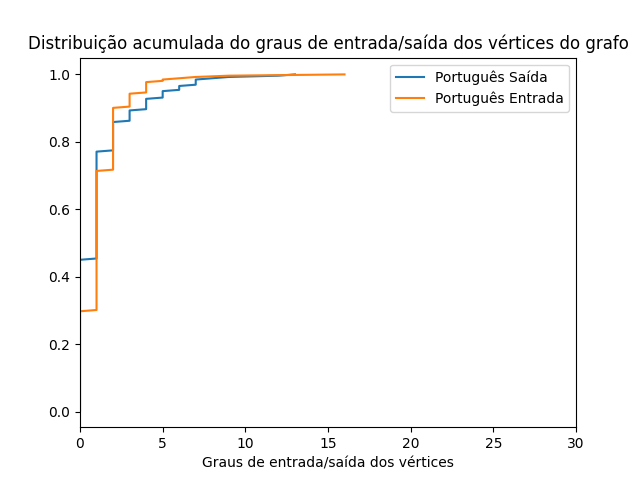 Distribuição acumulada do graus de entrada/saída dos vértices do grafo
1.0
0.8
0.6
0.4
0.2
0.0
Português Saída
Português Entrada
0 5 10 15 20 25 30
Graus de entrada/saída dos vértices